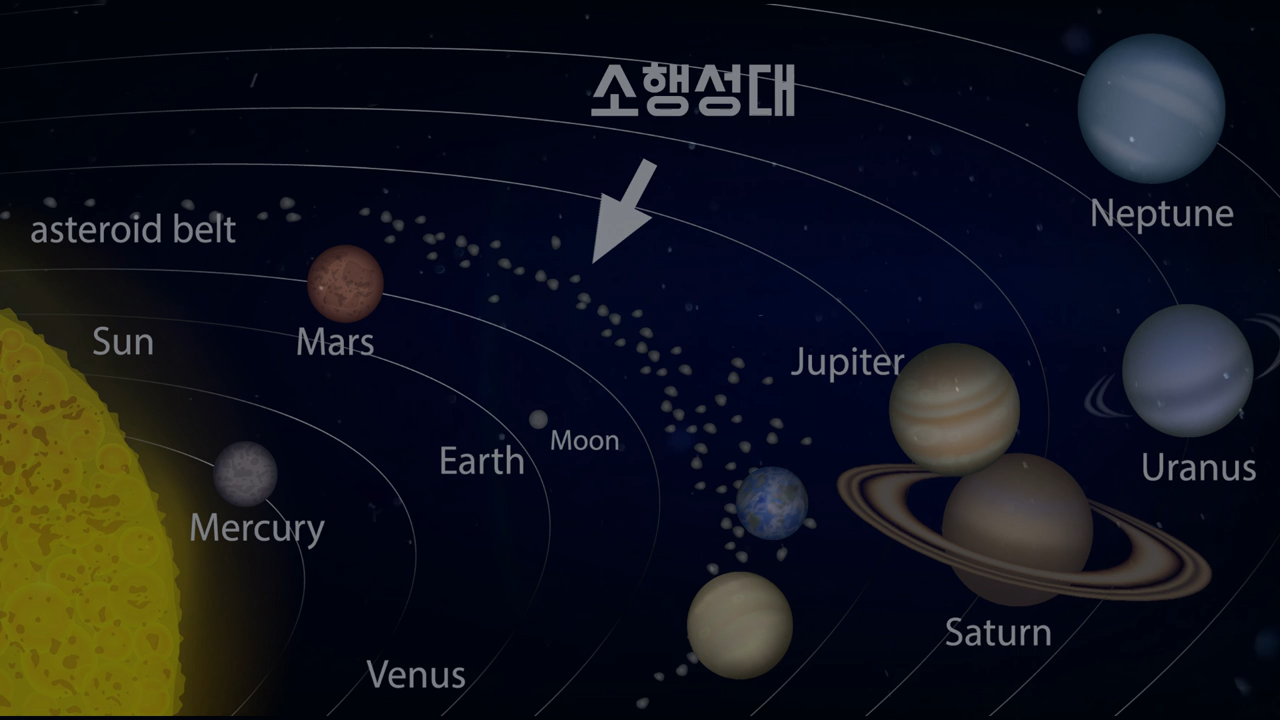 소행성대
Neptune
asteroid belt
Sun
Mars
Jupiter
Moon
Earth
Uranus
Mercury
Saturn
Venus